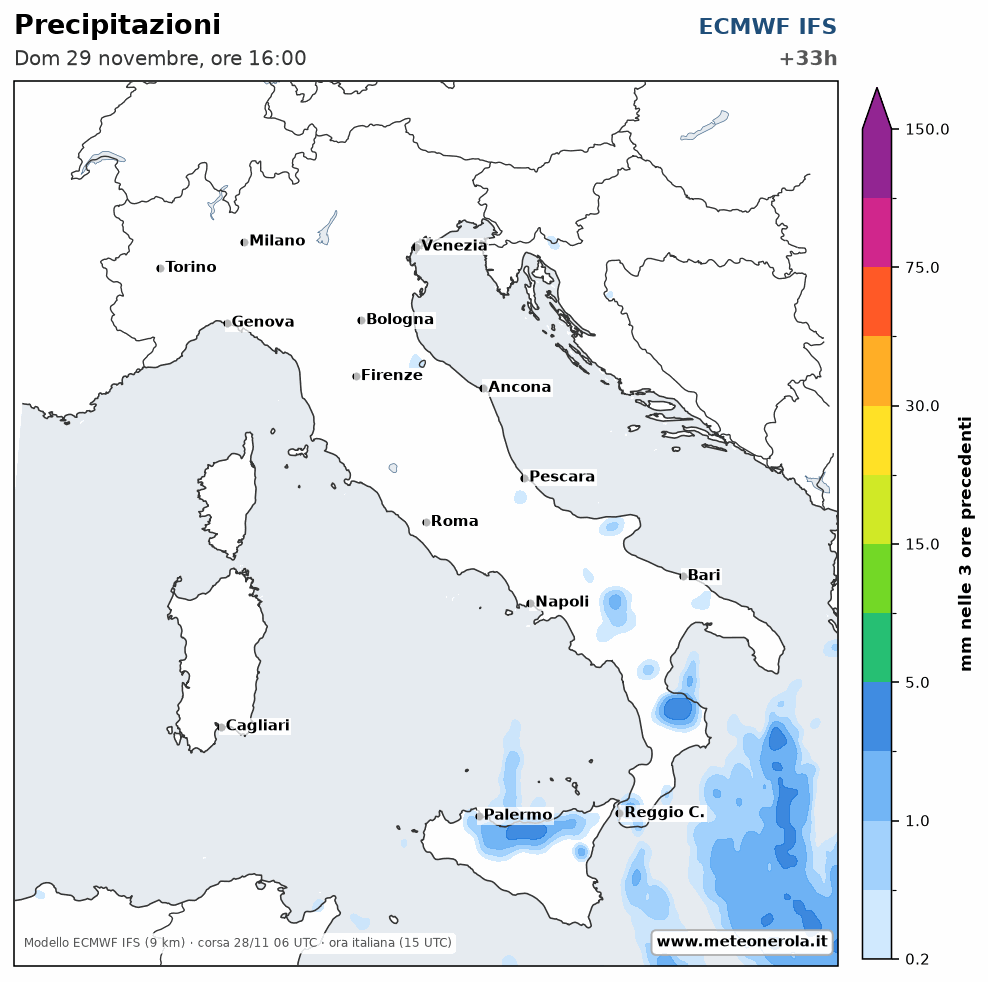 Precipitazioni
ECMWF IFS
Dom 29 novembre, ore 16:00
+33h
Milano
Venezia
Torino
Genova
Bologna
Firenze
Ancona
Pescara
Roma
Bari
Napoli
Cagliari
Palermo
Reggio C.
150.0
75.0
30.0
15.0
5.0
1.0
0.2
mm nelle 3 ore precedenti
Modello ECMWF IFS (9 km) · corsa 28/11 06 UTC · ora italiana (15 UTC)
www.meteonerola.it